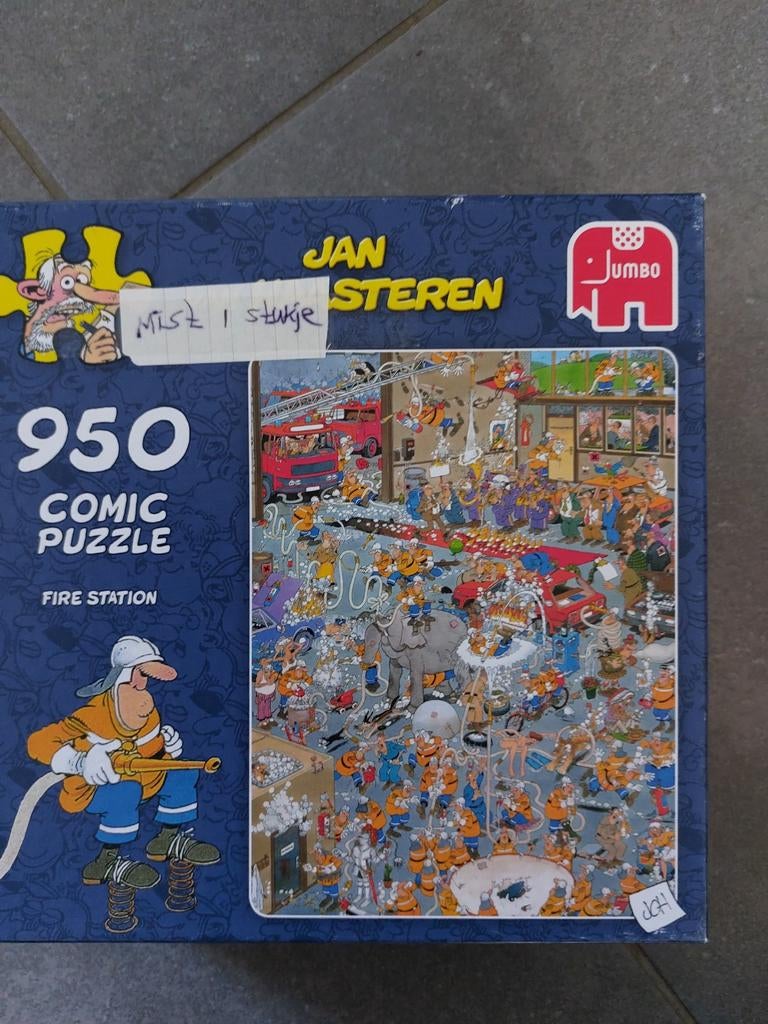 JAN
STEREN
JUMBO
Mist 1 stukje
950
COMIC
PUZZLE
FIRE STATION